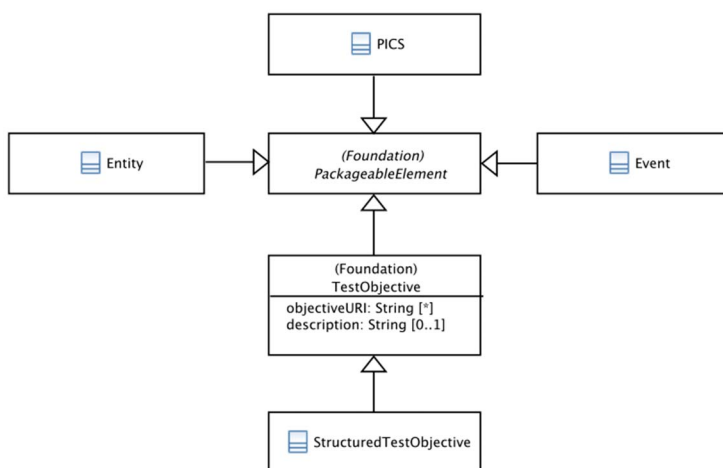 PICS
Entity
(Foundation)
PackageableElement
Event
(Foundation)
TestObjective
objectiveURI: String [*]
description: String [0..1]
StructuredTestObjective